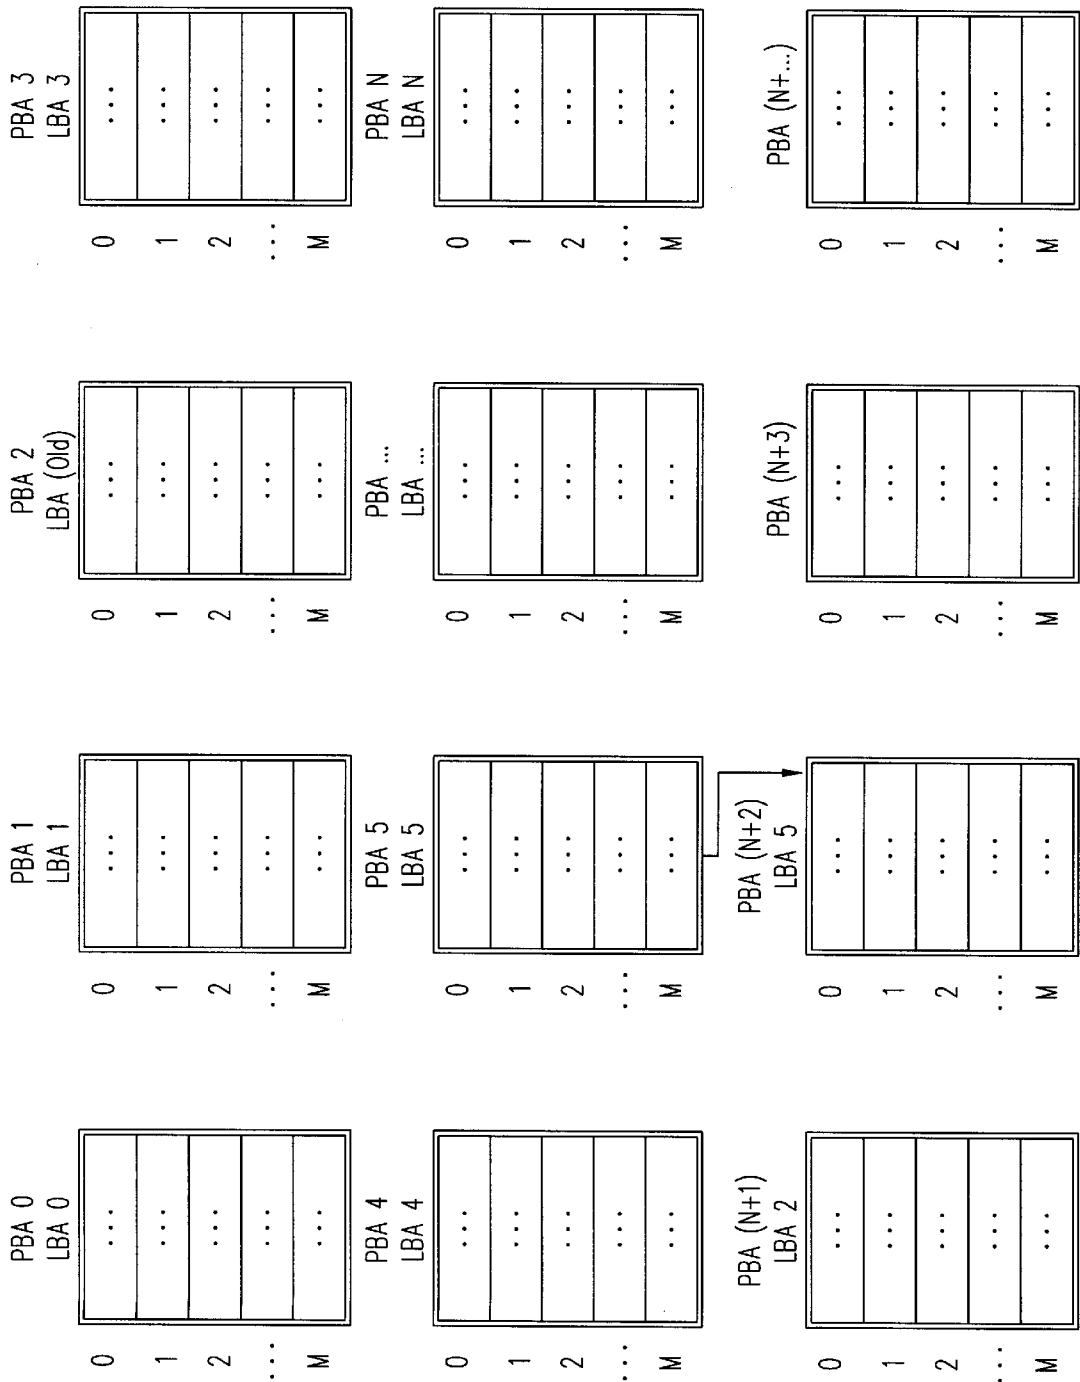 PBA 0
LBA 0
0 ...
1 ...
2 ...
... ...
M ...
PBA 1
LBA 1
0 ...
1 ...
2 ...
... ...
M ...
PBA 2
LBA (Old)
0 ...
1 ...
2 ...
... ...
M ...
PBA 3
LBA 3
0 ...
1 ...
2 ...
... ...
M ...
PBA 4
LBA 4
0 ...
1 ...
2 ...
... ...
M ...
PBA 5
LBA 5
0 ...
1 ...
2 ...
... ...
M ...
PBA ...
LBA ...
0 ...
1 ...
2 ...
... ...
M ...
PBA N
LBA N
0 ...
1 ...
2 ...
... ...
M ...
PBA (N+1)
LBA 2
0 ...
1 ...
2 ...
... ...
M ...
PBA (N+2)
LBA 5
0 ...
1 ...
2 ...
... ...
M ...
PBA (N+3)
0 ...
1 ...
2 ...
... ...
M ...
PBA (N+...)
0 ...
1 ...
2 ...
... ...
M ...